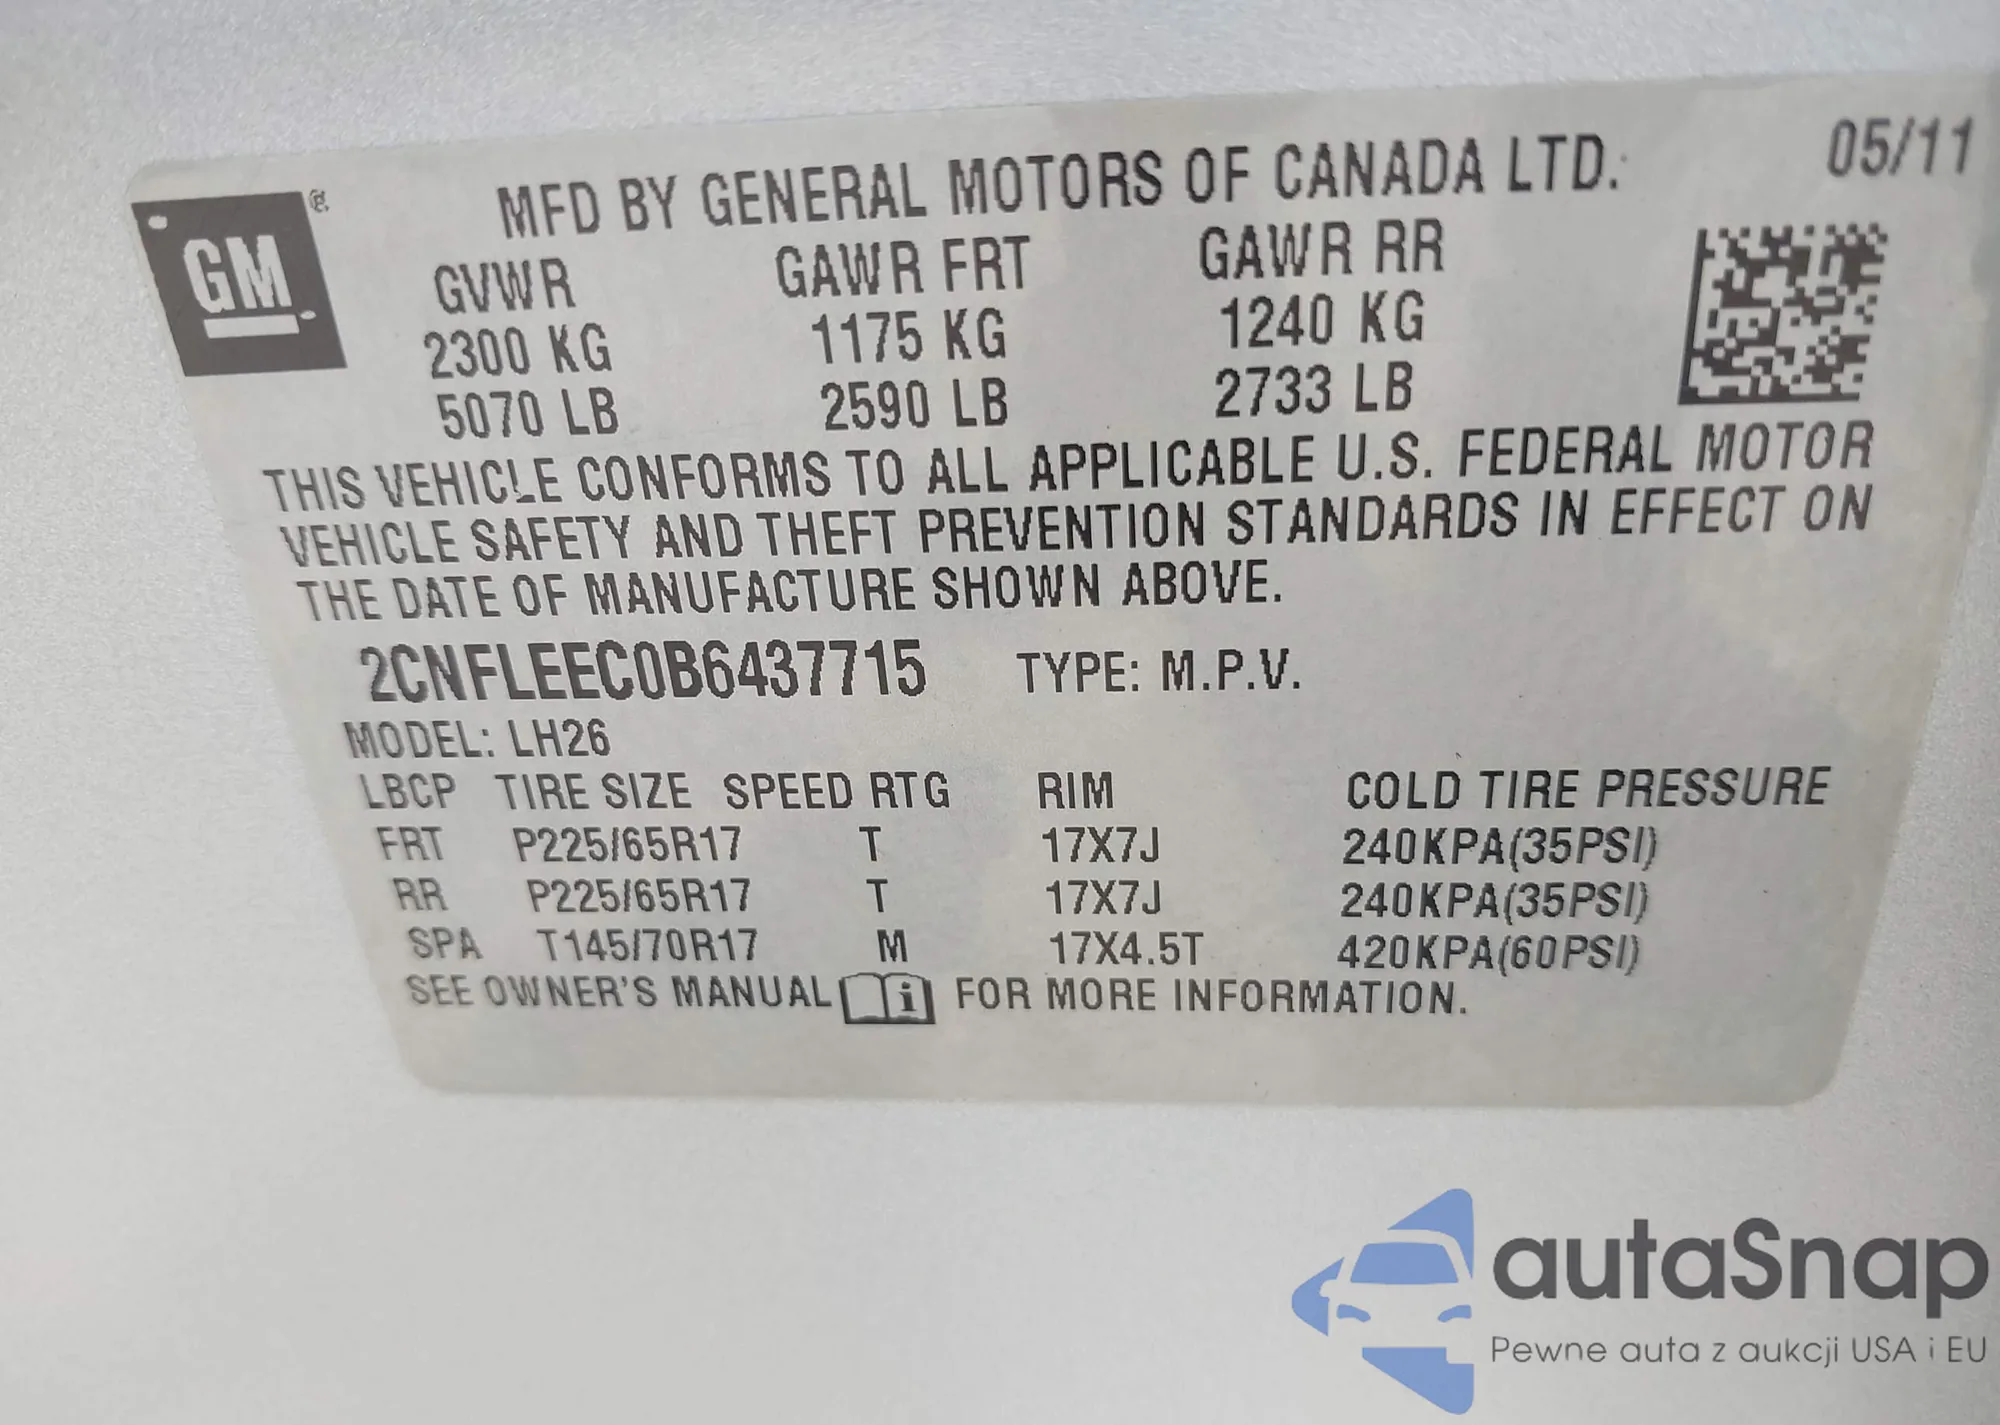 05/11
GM
®
MFD BY GENERAL MOTORS OF CANADA LTD.
GVWR GAWR FRT GAWR RR
2300 KG 1175 KG 1240 KG
5070 LB 2590 LB 2733 LB
THIS VEHICLE CONFORMS TO ALL APPLICABLE U.S. FEDERAL MOTOR
VEHICLE SAFETY AND THEFT PREVENTION STANDARDS IN EFFECT ON
THE DATE OF MANUFACTURE SHOWN ABOVE.
2CNFLEEC0B6437715 TYPE: M.P.V.
MODEL: LH26
LBCP TIRE SIZE SPEED RTG RIM COLD TIRE PRESSURE
FRT P225/65R17 T 17X7J 240KPA(35PSI)
RR P225/65R17 T 17X7J 240KPA(35PSI)
SPA T145/70R17 M 17X4.5T 420KPA(60PSI)
SEE OWNER'S MANUAL i FOR MORE INFORMATION.
autaSnap
Pewne auta z aukcji USA i EU